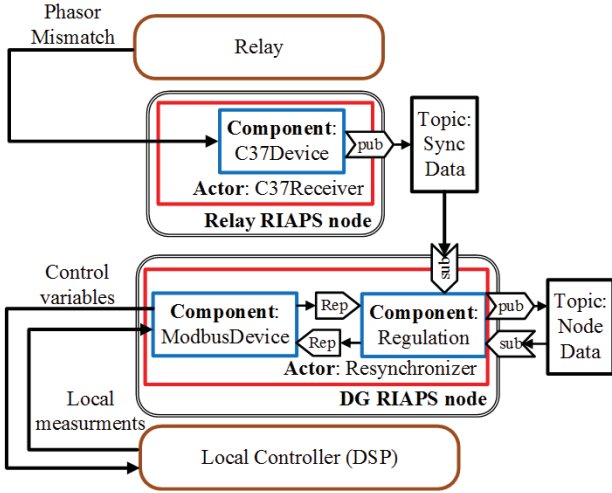 Phasor
Mismatch
Relay
Component:
C37Device
pub
Topic:
Sync
Data
Actor: C37Receiver
Relay RIAPS node
sub
Control
variables
Component:
ModbusDevice
Rep
Rep
Component:
Regulation
pub
sub
Topic:
Node
Data
Actor: Resynchronizer
DG RIAPS node
Local
measurments
Local Controller (DSP)